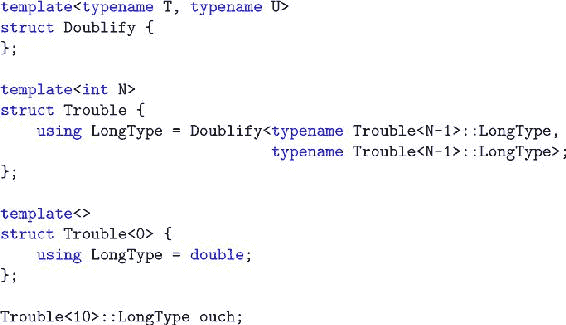 template<typename T, typename U>
struct Doublify {
};
template<int N>
struct Trouble {
    using LongType = Doublify<typename Trouble<N-1>::LongType,
                              typename Trouble<N-1>::LongType>;
};
template<>
struct Trouble<0> {
    using LongType = double;
};
Trouble<10>::LongType ouch;